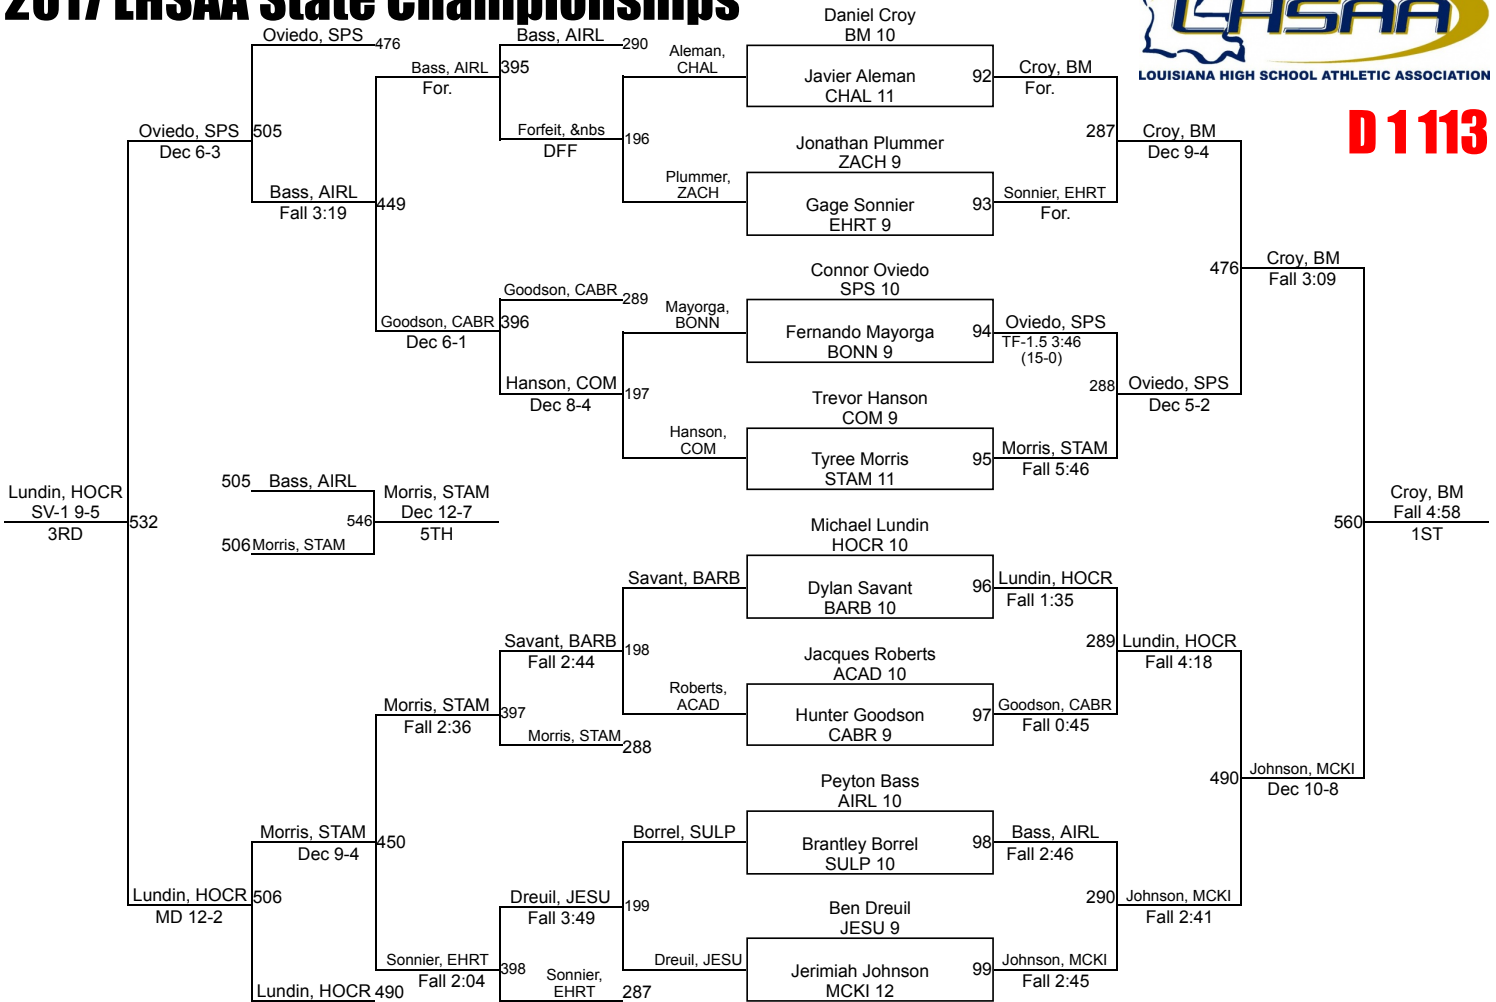 2017 LHSAA State Championships
LHSAA
LOUISIANA HIGH SCHOOL ATHLETIC ASSOCIATION
D 1 113
Oviedo, SPS
476
Oviedo, SPS
505
Dec 6-3
Bass, AIRL
Fall 3:19
449
Bass, AIRL
For.
395
Bass, AIRL
290
Forfeit, &nbs
DFF
196
Aleman,
CHAL
Plummer,
ZACH
Goodson, CABR
289
Goodson, CABR
396
Dec 6-1
Hanson, COM
Dec 8-4
197
Mayorga,
BONN
Hanson,
COM
Lundin, HOCR
SV-1 9-5
3RD
532
505
Bass, AIRL
506
Morris, STAM
546
Morris, STAM
Dec 12-7
5TH
Savant, BARB
Savant, BARB
Fall 2:44
198
Roberts,
ACAD
Morris, STAM
Fall 2:36
397
Morris, STAM
288
Morris, STAM
Dec 9-4
450
Lundin, HOCR
MD 12-2
506
Lundin, HOCR
490
Borrel, SULP
Dreuil, JESU
Fall 3:49
199
Dreuil, JESU
Sonnier, EHRT
Fall 2:04
398
Sonnier,
EHRT
287
Daniel Croy
BM 10
Javier Aleman
CHAL 11
92
Croy, BM
For.
Jonathan Plummer
ZACH 9
Gage Sonnier
EHRT 9
93
Sonnier, EHRT
For.
287
Croy, BM
Dec 9-4
Connor Oviedo
SPS 10
Fernando Mayorga
BONN 9
94
Oviedo, SPS
TF-1.5 3:46
(15-0)
Trevor Hanson
COM 9
Tyree Morris
STAM 11
95
Morris, STAM
Fall 5:46
288
Oviedo, SPS
Dec 5-2
476
Croy, BM
Fall 3:09
Michael Lundin
HOCR 10
Dylan Savant
BARB 10
96
Lundin, HOCR
Fall 1:35
Jacques Roberts
ACAD 10
Hunter Goodson
CABR 9
97
Goodson, CABR
Fall 0:45
289
Lundin, HOCR
Fall 4:18
Peyton Bass
AIRL 10
Brantley Borrel
SULP 10
98
Bass, AIRL
Fall 2:46
Ben Dreuil
JESU 9
Jerimiah Johnson
MCKI 12
99
Johnson, MCKI
Fall 2:45
290
Johnson, MCKI
Fall 2:41
490
Johnson, MCKI
Dec 10-8
560
Croy, BM
Fall 4:58
1ST